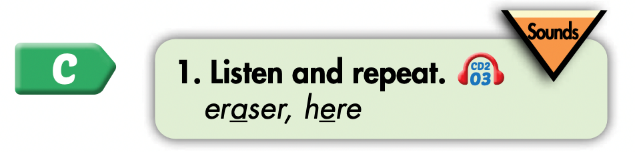 Sounds
C
1. Listen and repeat. CD2 03
eraser, here